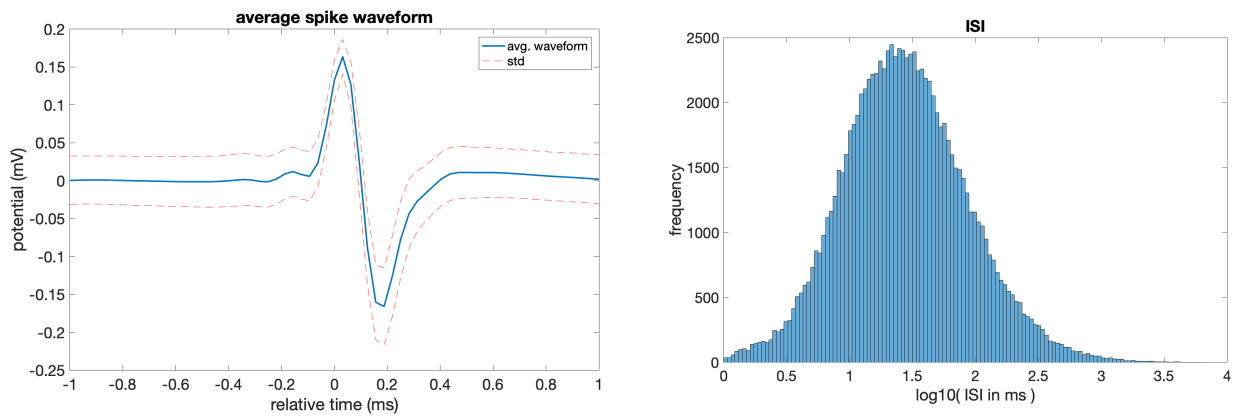 average spike waveform
0.2
0.15
0.1
0.05
0
-0.05
-0.1
-0.15
-0.2
-0.25
potential (mV)
avg. waveform
std
-1 -0.8 -0.6 -0.4 -0.2 0 0.2 0.4 0.6 0.8 1
relative time (ms)
ISI
2500
2000
1500
1000
500
0
frequency
0 0.5 1 1.5 2 2.5 3 3.5 4
log10( ISI in ms )